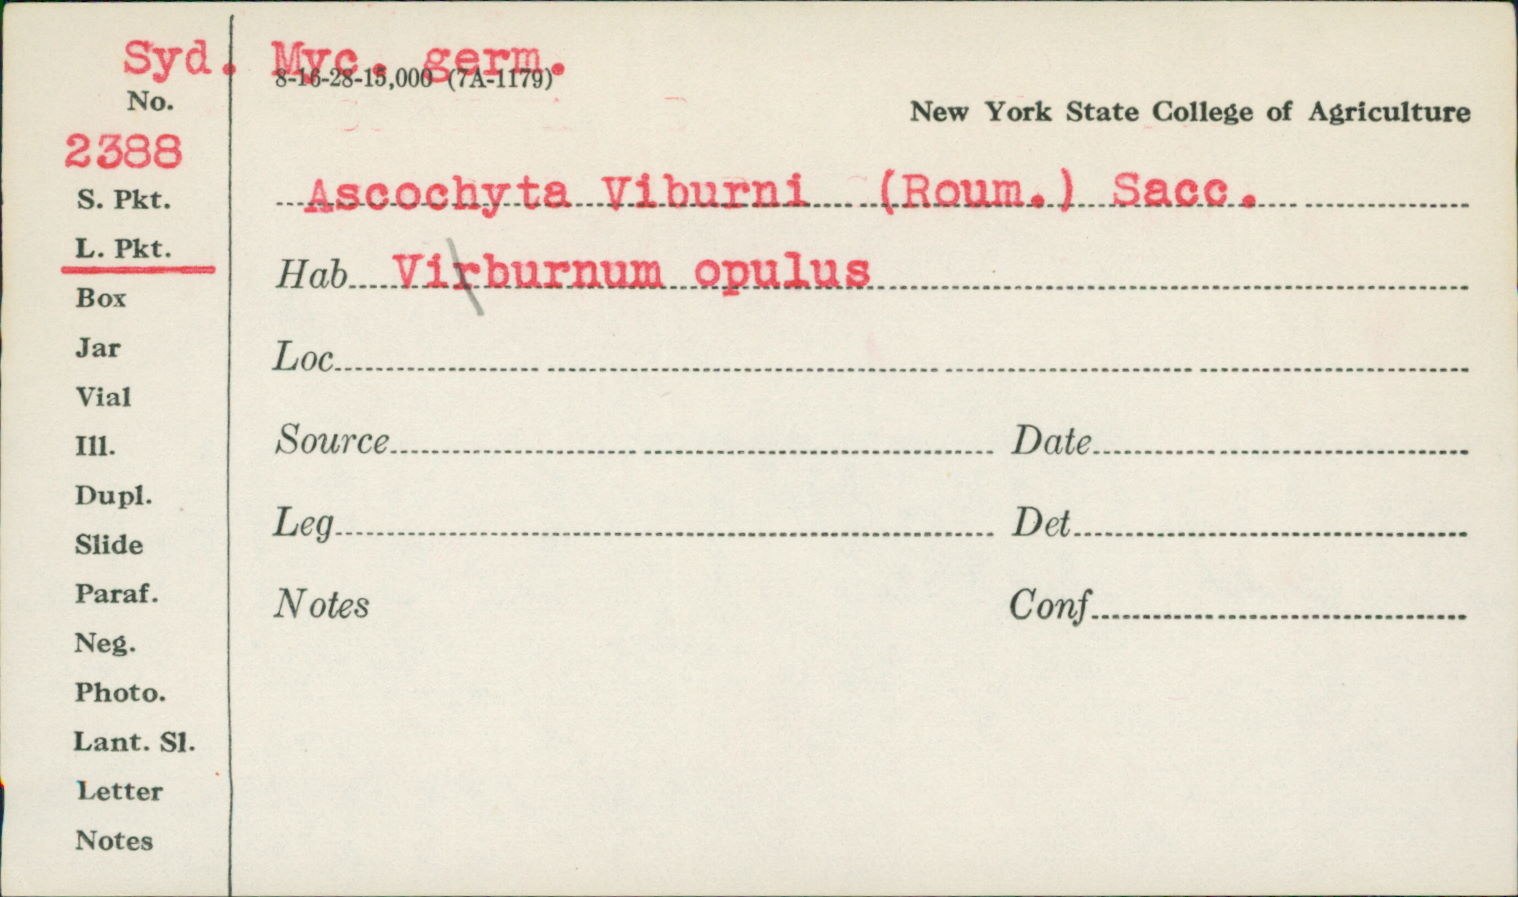 Syd. Myc. germ.
8-16-28-15,000 (7A-1179)
No.
New York State College of Agriculture
2388
S. Pkt.
Ascochyta Viburni (Roum.) Sacc.
L. Pkt.
Hab Virburnum opulus
Box
Jar
Loc
Vial
Ill.
Source Date
Dupl.
Slide
Leg Det
Paraf.
Notes Conf
Neg.
Photo.
Lant. Sl.
Letter
Notes